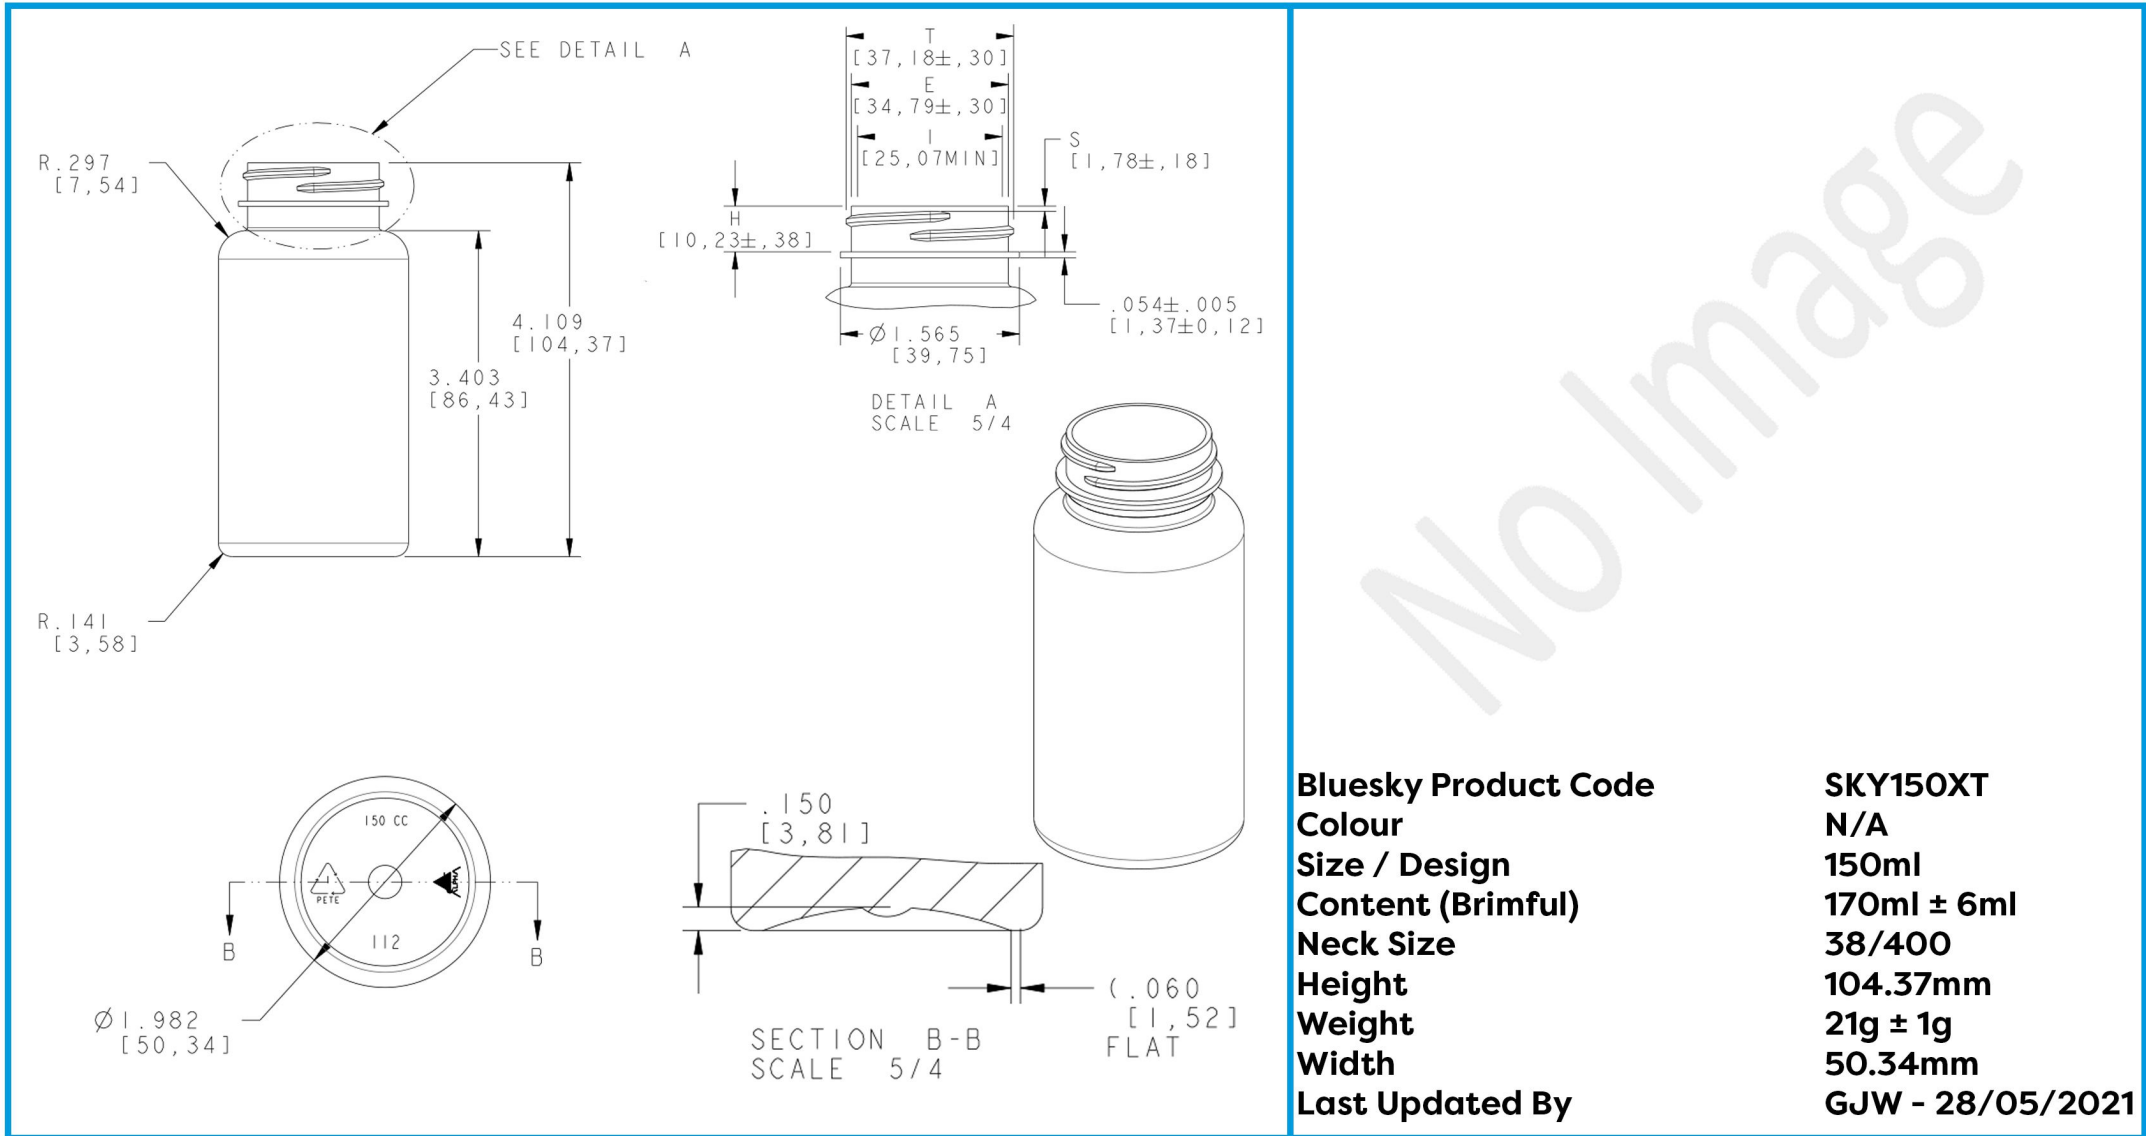 SEE DETAIL A
R.297
[7,54]
4.109
[104,37]
3.403
[86,43]
R.141
[3,58]
T
[37,18±,30]
E
[34,79±,30]
I
[25,07MIN]
S
[1,78±,18]
H
[10,23±,38]
.054±.005
[1,37±0,12]
Ø1.565
[39,75]
DETAIL A
SCALE 5/4
150 CC
PETE
ALPHA
112
B
B
Ø1.982
[50,34]
.150
[3,81]
(.060
[1,52]
FLAT
SECTION B-B
SCALE 5/4
No Image
Bluesky Product Code SKY150XT
Colour N/A
Size / Design 150ml
Content (Brimful) 170ml ± 6ml
Neck Size 38/400
Height 104.37mm
Weight 21g ± 1g
Width 50.34mm
Last Updated By GJW - 28/05/2021